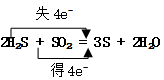 失 4e⁻
2H₂S + SO₂ = 3S + 2H₂O
得 4e⁻